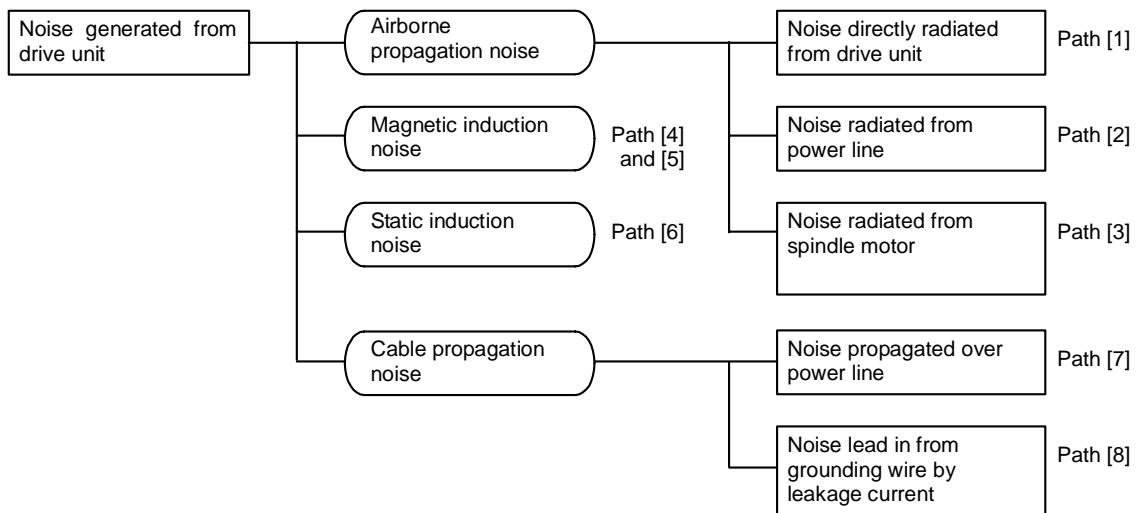 Noise generated from
drive unit
Airborne
propagation noise
Noise directly radiated
from drive unit
Path [1]
Magnetic induction
noise
Path [4]
and [5]
Noise radiated from
power line
Path [2]
Static induction
noise
Path [6]
Noise radiated from
spindle motor
Path [3]
Cable propagation
noise
Noise propagated over
power line
Path [7]
Noise lead in from
grounding wire by
leakage current
Path [8]